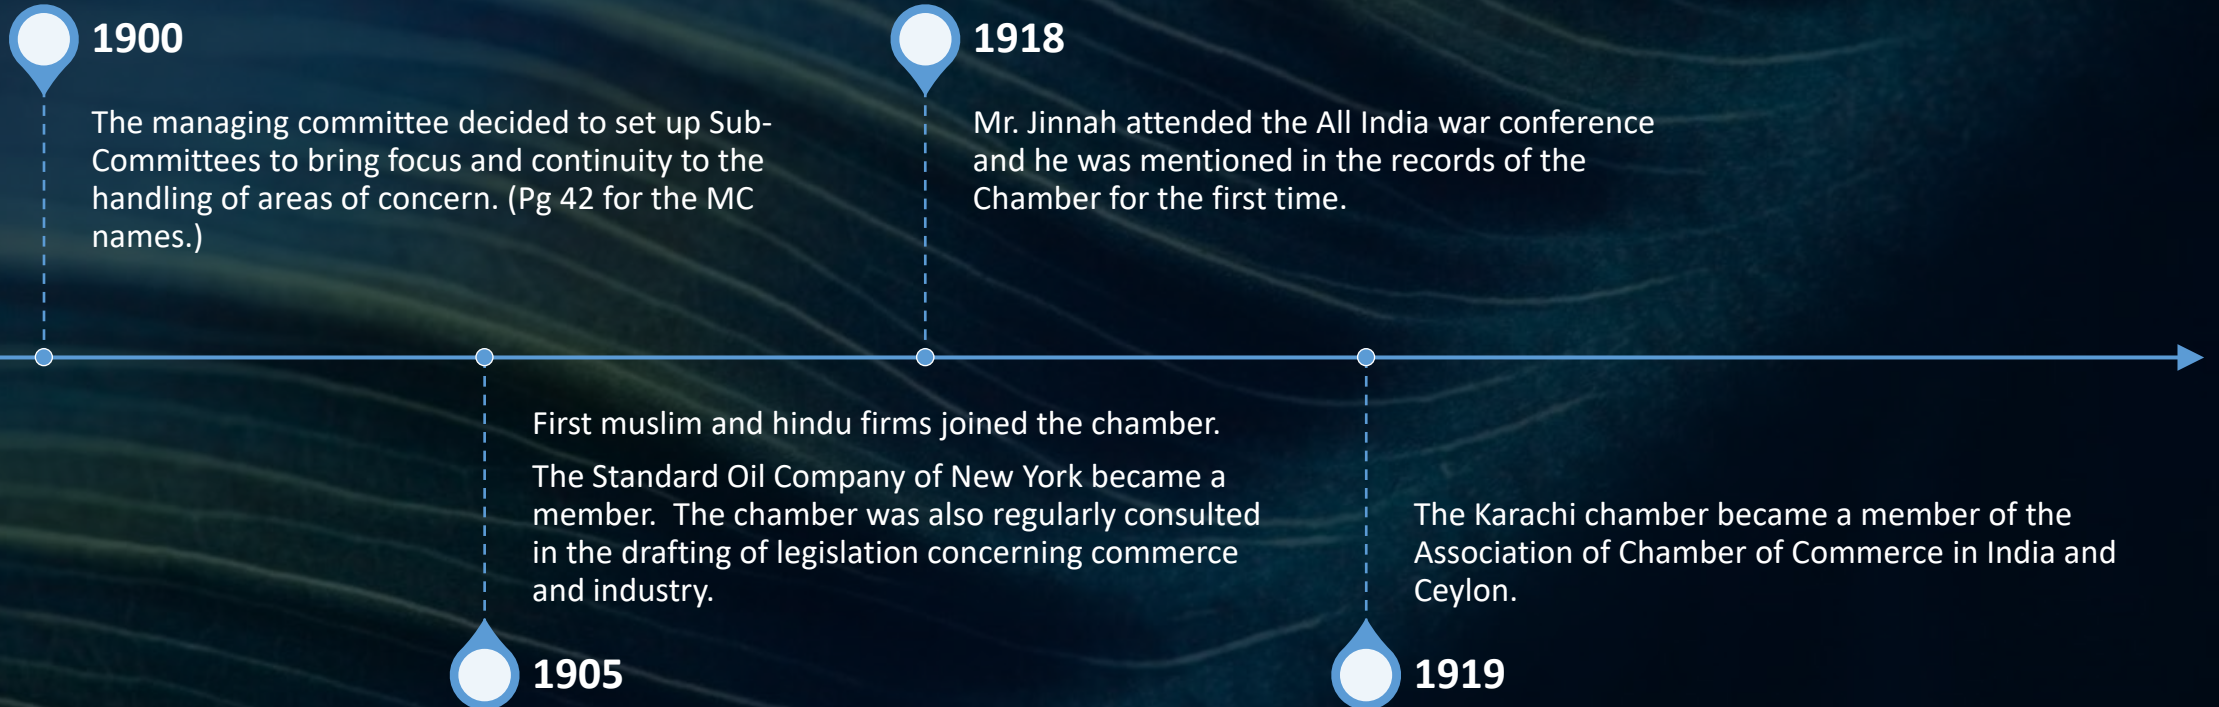 1900
The managing committee decided to set up Sub-
Committees to bring focus and continuity to the
handling of areas of concern. (Pg 42 for the MC
names.)
First muslim and hindu firms joined the chamber.
The Standard Oil Company of New York became a
member.  The chamber was also regularly consulted
in the drafting of legislation concerning commerce
and industry.
1905
1918
Mr. Jinnah attended the All India war conference
and he was mentioned in the records of the
Chamber for the first time.
The Karachi chamber became a member of the
Association of Chamber of Commerce in India and
Ceylon.
1919